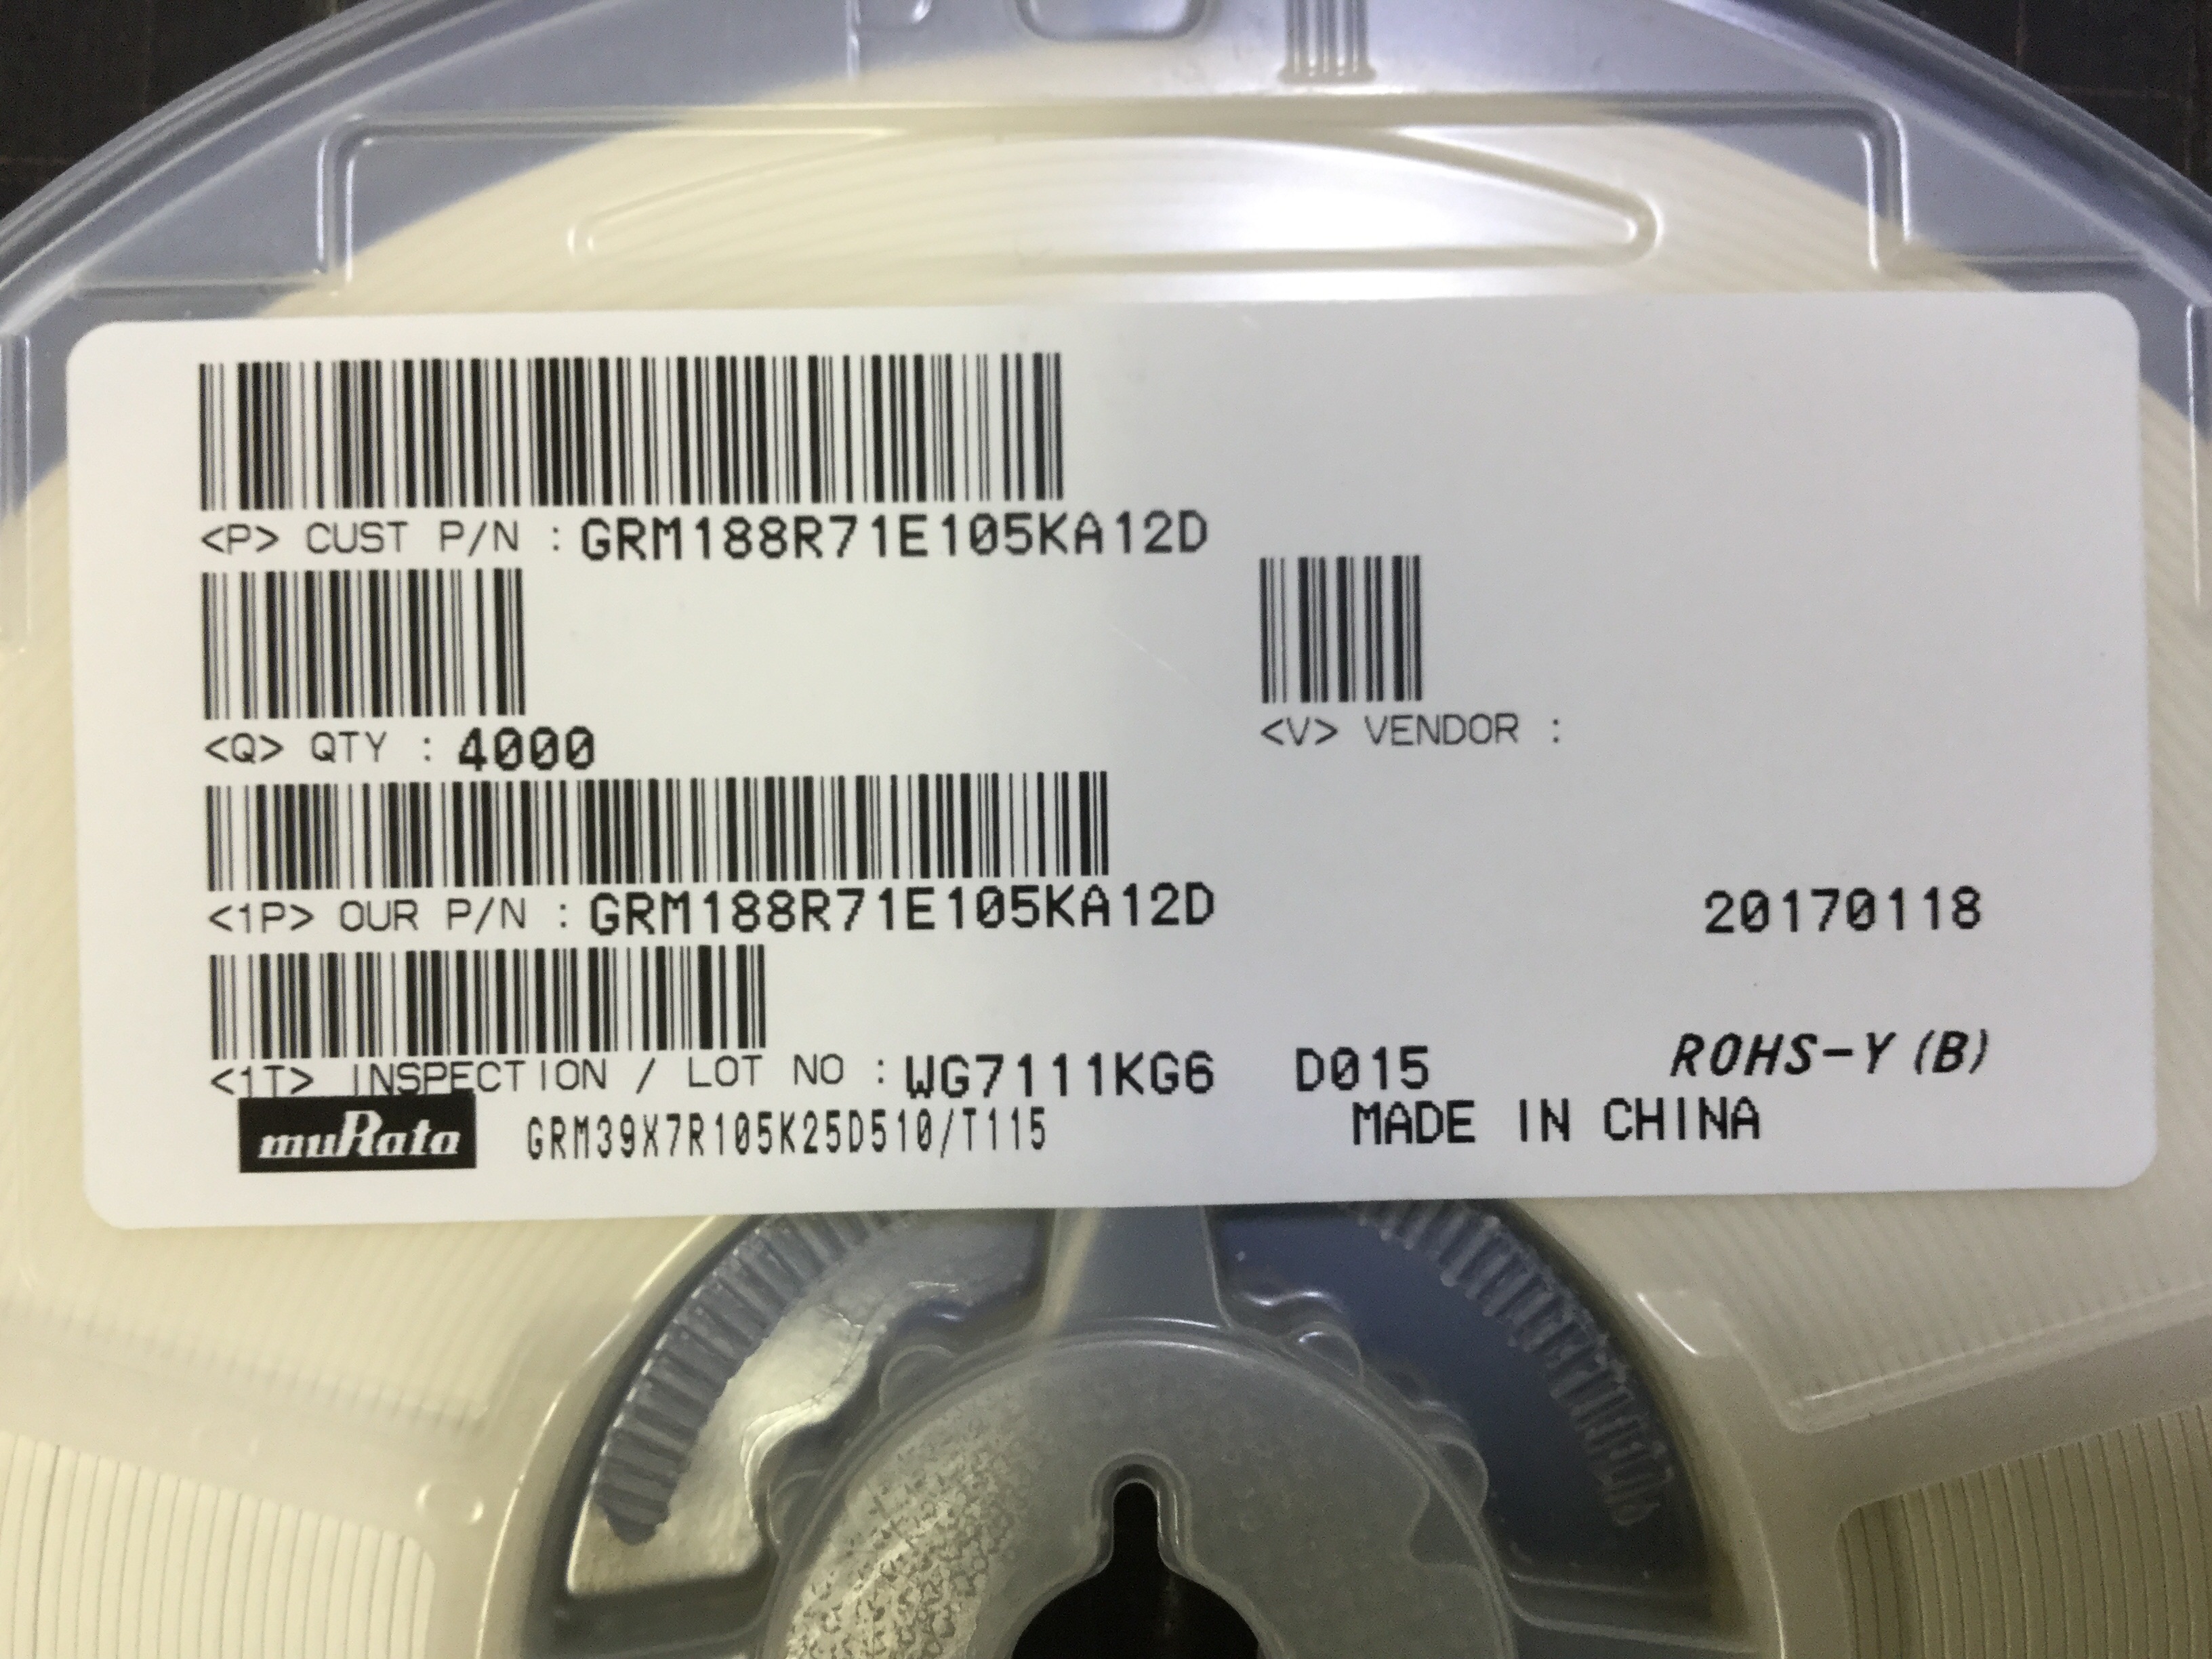 <P> CUST P/N : GRM188R71E105KA12D
<Q> QTY : 4000
<V> VENDOR :
<1P> OUR P/N : GRM188R71E105KA12D
20170118
<1T> INSPECTION / LOT NO : WG7111KG6 D015
ROHS-Y (B)
muRata GRM39X7R105K25D510/T115
MADE IN CHINA